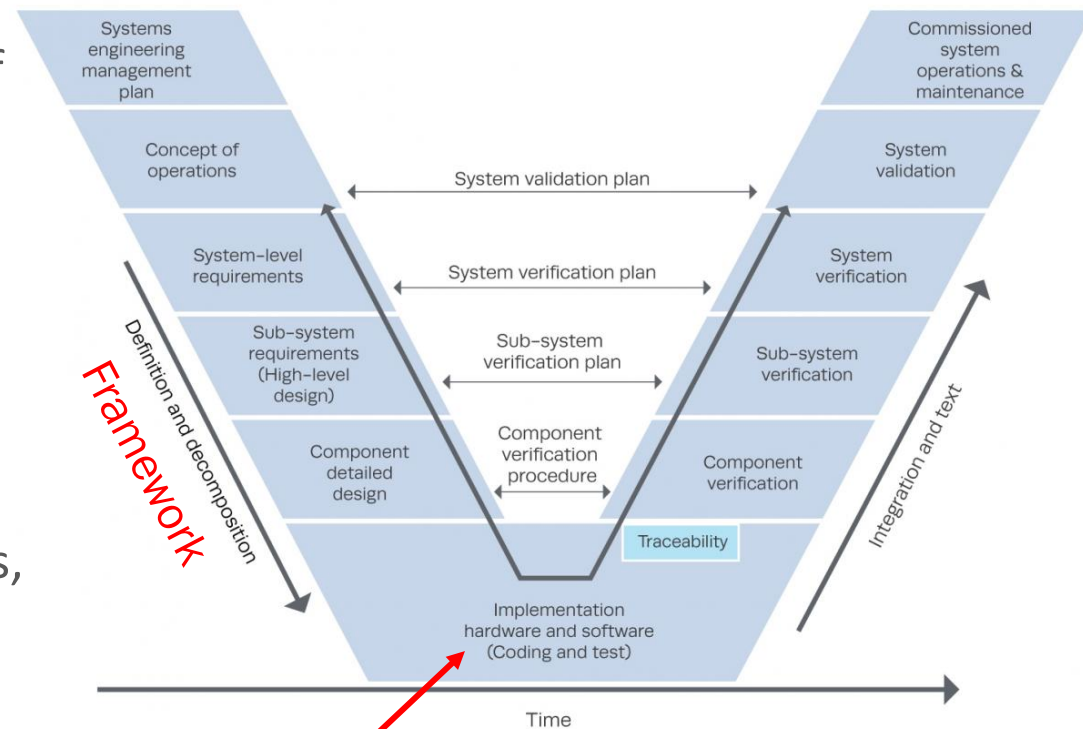 Systems
engineering
management
plan
Commissioned
system
operations &
maintenance
Concept of
operations
System validation plan
System
validation
System-level
requirements
System verification plan
System
verification
Sub-system
requirements
(High-level
design)
Sub-system
verification plan
Sub-system
verification
Component
detailed
design
Component
verification
procedure
Component
verification
Definition and decomposition
Framework
Integration and text
Traceability
Implementation
hardware and software
(Coding and test)
Time
f
s,